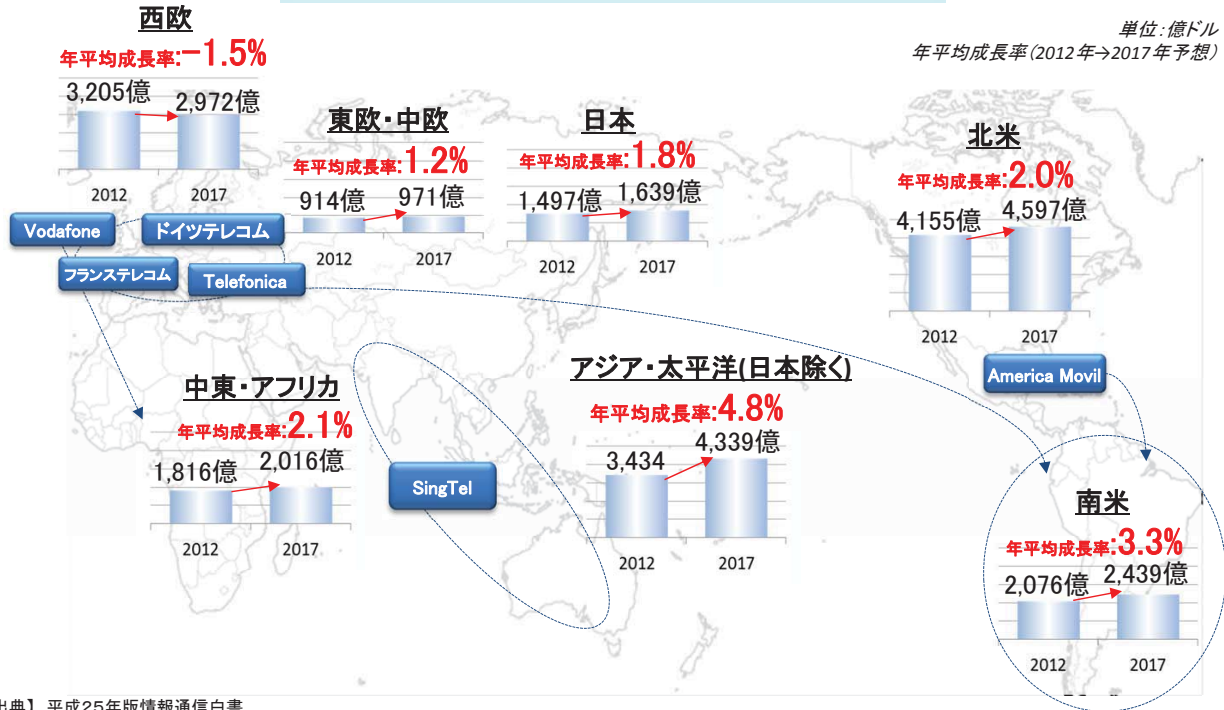 単位：億ドル
年平均成長率(2012年→2017年予想)
西欧
年平均成長率:−1.5%
3,205億
2,972億
2012
2017
東欧・中欧
年平均成長率:1.2%
914億
971億
2012
2017
日本
年平均成長率:1.8%
1,497億
1,639億
2012
2017
北米
年平均成長率:2.0%
4,155億
4,597億
2012
2017
Vodafone
ドイツテレコム
フランステレコム
Telefonica
America Movil
中東・アフリカ
年平均成長率:2.1%
1,816億
2,016億
2012
2017
SingTel
アジア・太平洋(日本除く)
年平均成長率:4.8%
3,434
4,339億
2012
2017
南米
年平均成長率:3.3%
2,076億
2,439億
2012
2017
出典】 平成25年版情報通信白書